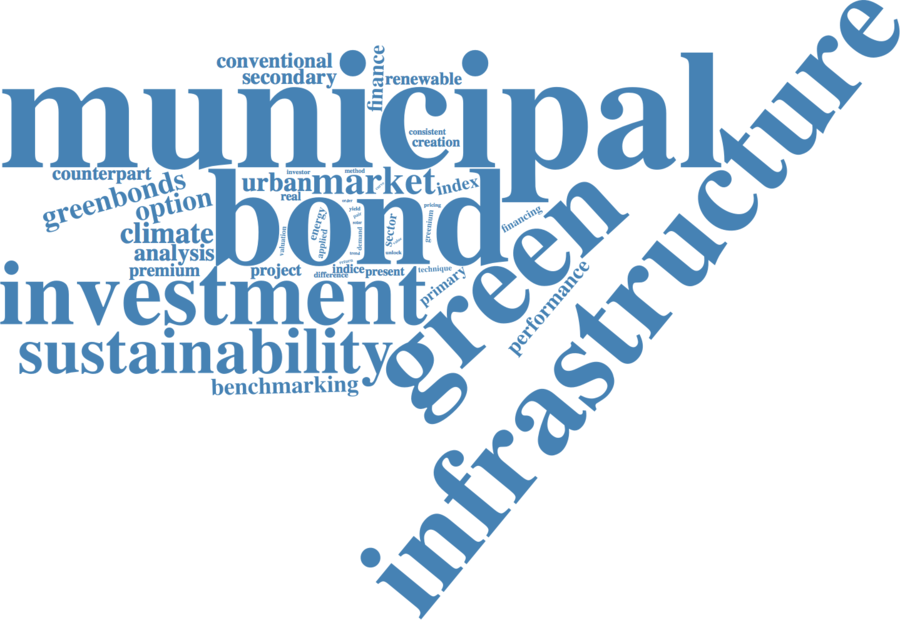 conventional
secondary
finance
renewable
municipal
consistent
creation
counterpart
investor
method
greenbonds
urban
market
index
real
option
bond
energy
applied
valuation
yield
demand
sector
pricing
greenium
financing
green
infrastructure
climate
analysis
premium
project
difference
indice
present
technique
primary
performance
investment
sustainability
benchmarking